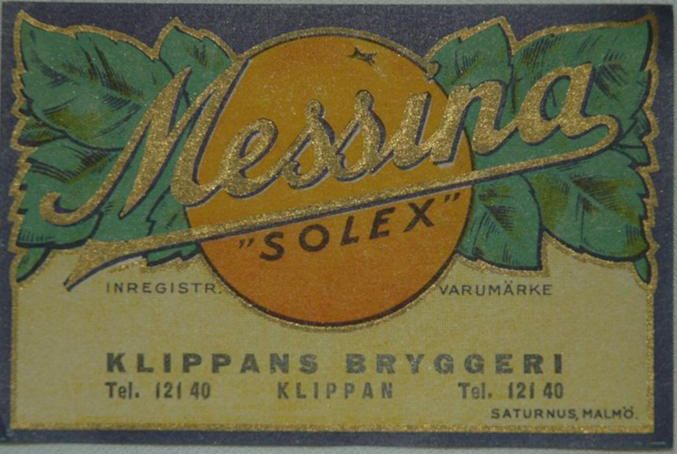 Messina
"SOLEX"
INREGISTR. VARUMÄRKE
KLIPPANS BRYGGERI
Tel. 121 40 KLIPPAN Tel. 121 40
SATURNUS, MALMÖ.